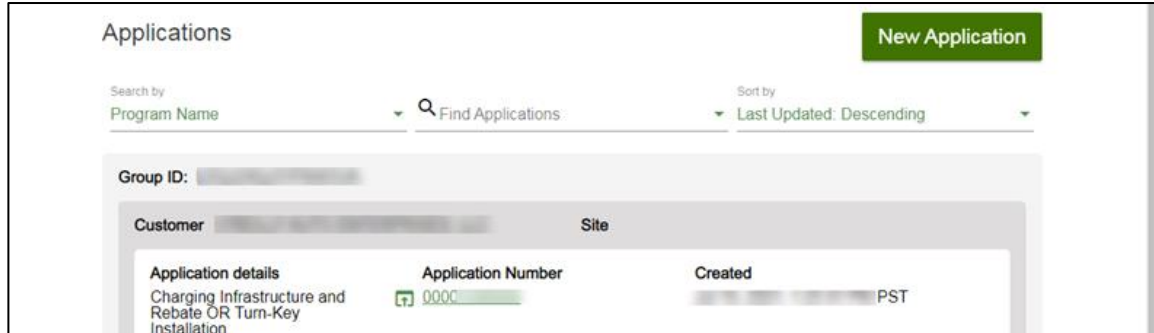 Applications
New Application
Search by
Program Name
Find Applications
Sort by
Last Updated: Descending
Group ID:
Customer
Site
Application details
Application Number
Created
Charging Infrastructure and
Rebate OR Turn-Key
Installation
0000
PST